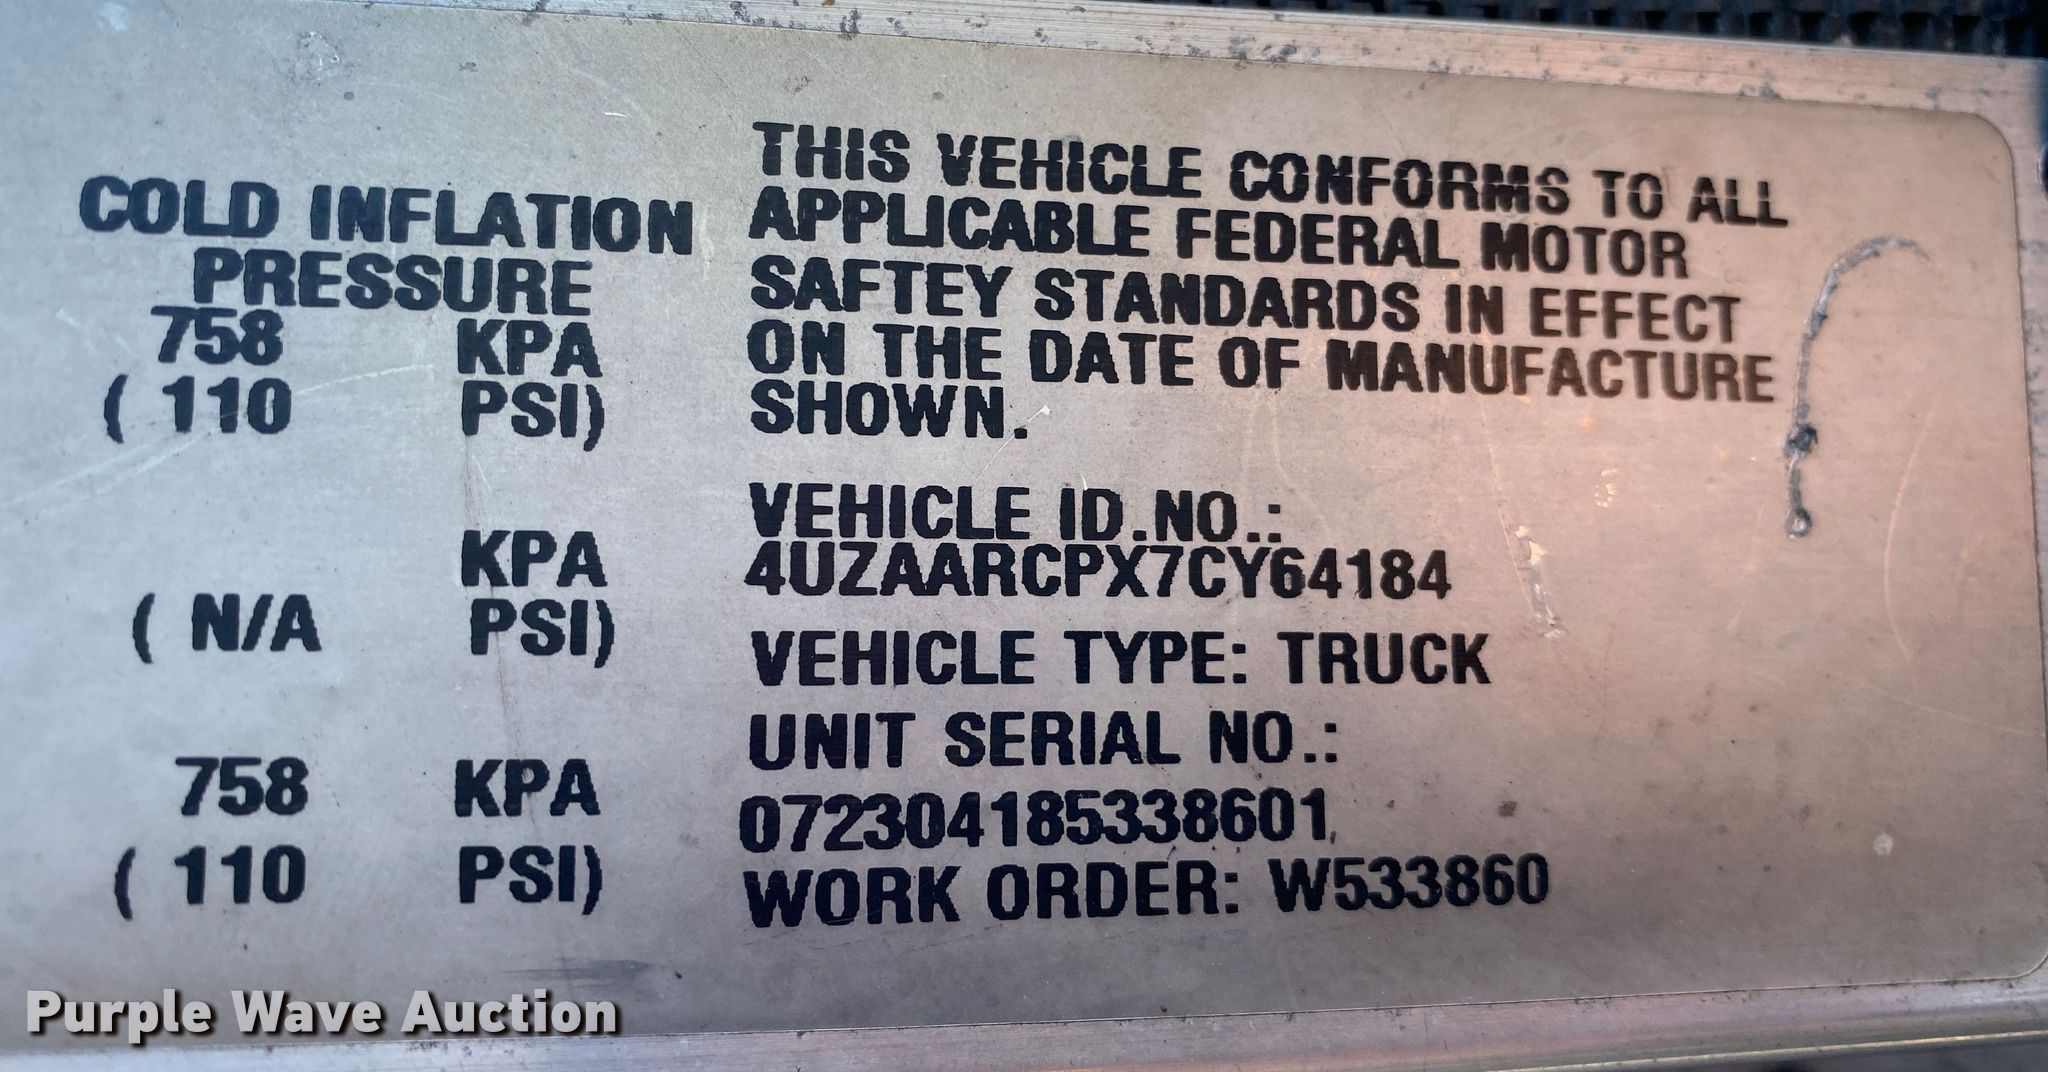 COLD INFLATION
PRESSURE
758 KPA
( 110 PSI)
KPA
( N/A PSI)
758 KPA
( 110 PSI)
THIS VEHICLE CONFORMS TO ALL
APPLICABLE FEDERAL MOTOR
SAFTEY STANDARDS IN EFFECT
ON THE DATE OF MANUFACTURE
SHOWN.
VEHICLE ID.NO.:
4UZAARCPX7CY64184
VEHICLE TYPE: TRUCK
UNIT SERIAL NO.:
072304185338601
WORK ORDER: W533860
Purple Wave Auction